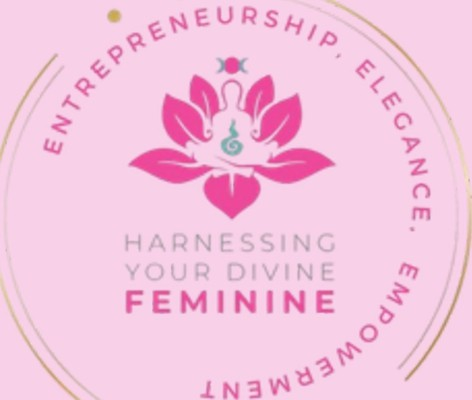 ENTREPRENEURSHIP, ELEGANCE, EMPOWERMENT
HARNESSING
YOUR DIVINE
FEMININE